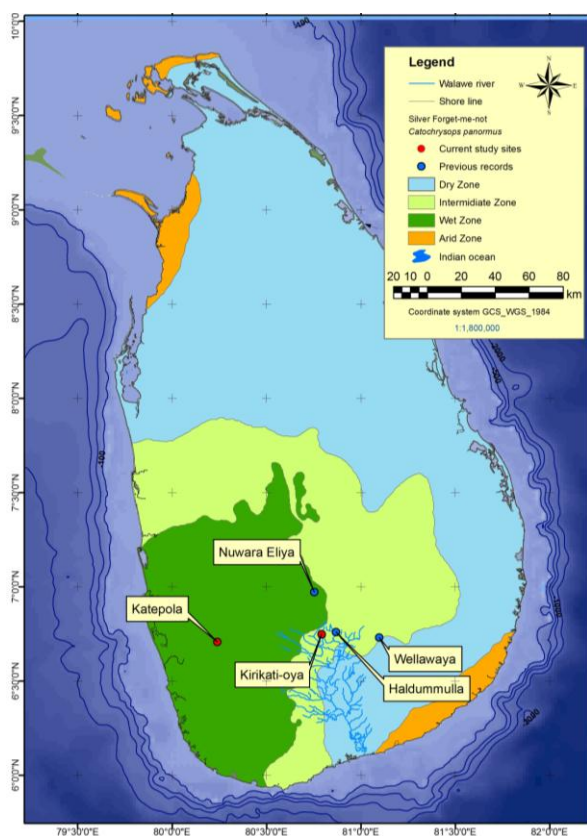 Legend
Walawe river
Shore line
Silver Forget-me-not
Catochrysops panormus
Current study sites
Previous records
Dry Zone
Intermidiate Zone
Wet Zone
Arid Zone
Indian ocean
N
W
E
S
20 10 0 20 40 60 80
km
Coordinate system GCS_WGS_1984
1:1,800,000
Nuwara Eliya
Katepola
Kirikati-oya
Wellawaya
Haldummulla
-100
-3000
10°0'N
9°30'0"N
9°0'0"N
8°30'0"N
8°0'0"N
7°30'0"N
7°0'0"N
6°30'0"N
6°0'0"N
79°30'0"E
80°0'0"E
80°30'0"E
81°0'0"E
81°30'0"E
82°0'0"E